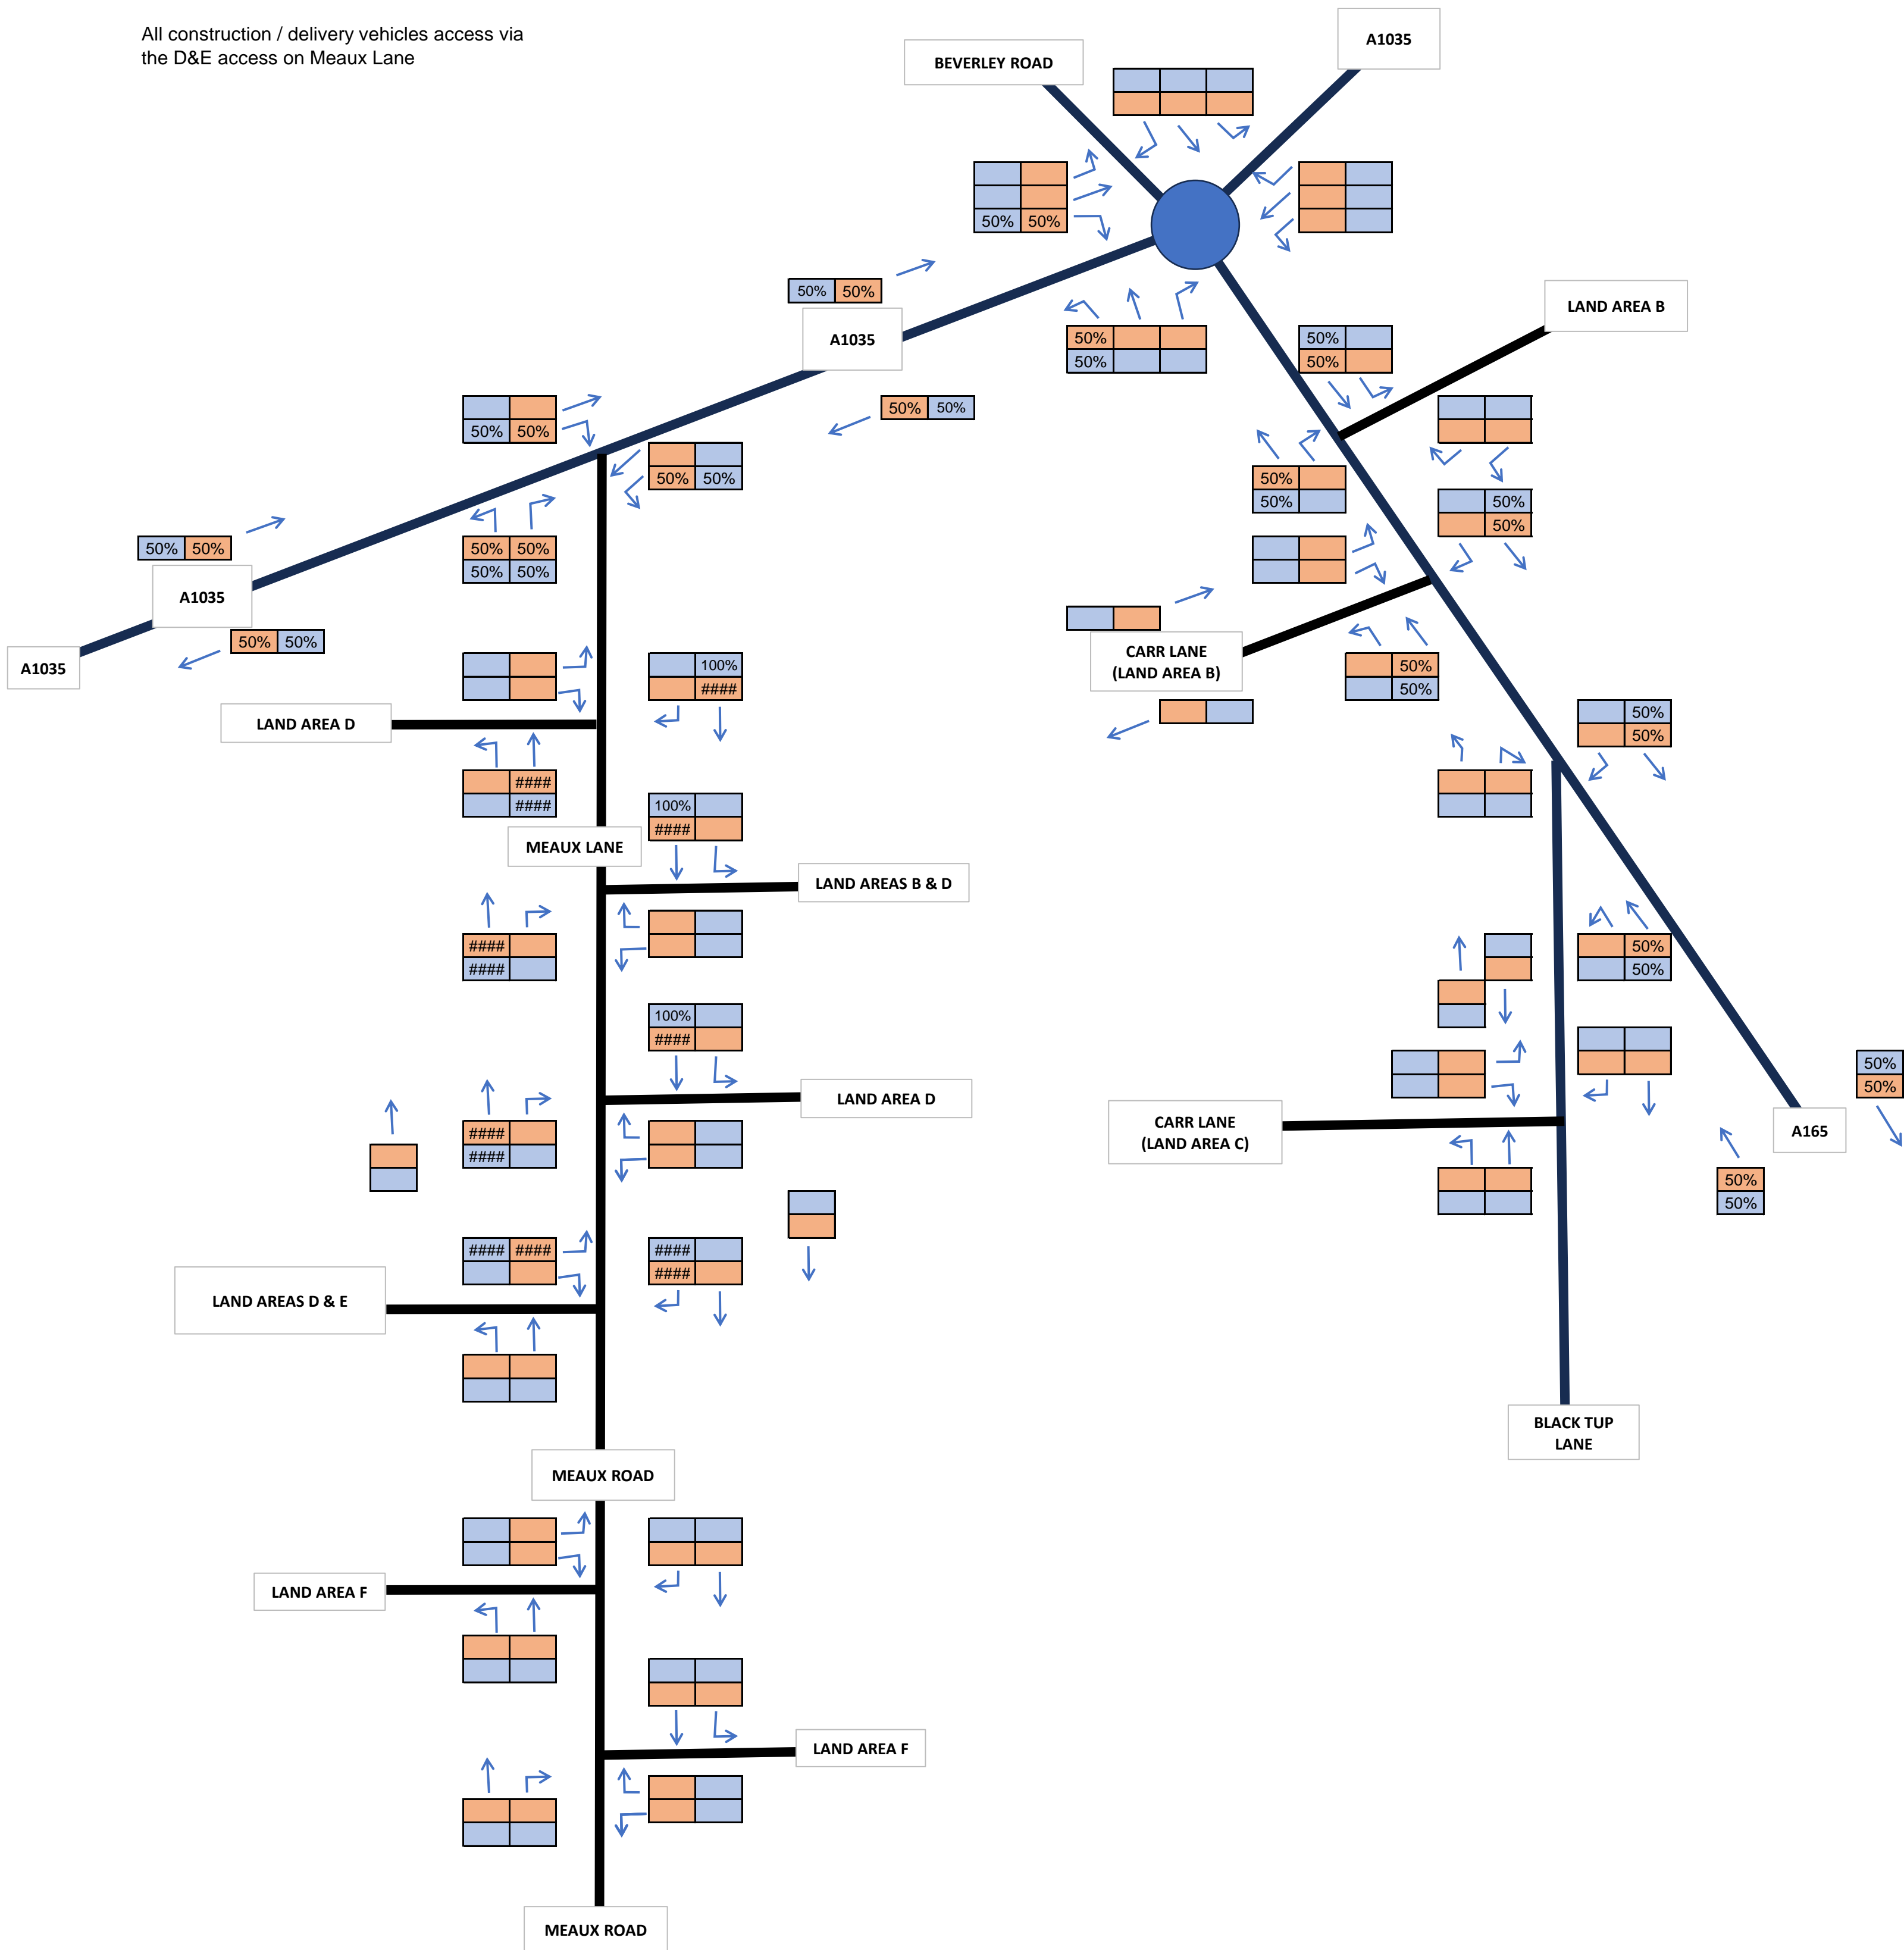 All construction / delivery vehicles access via
the D&E access on Meaux Lane
A1035
BEVERLEY ROAD
50% 50%
50% 50%
LAND AREA B
A1035
50%
50%
50%
50%
50% 50%
50% 50%
50% 50%
50%
50%
50%
50%
50% 50%
50% 50%
50% 50%
A1035
50% 50%
A1035
CARR LANE
(LAND AREA B)
50%
50%
100%
####
LAND AREA D
50%
50%
####
####
100%
####
MEAUX LANE
LAND AREAS B & D
####
####
50%
50%
100%
####
LAND AREA D
50%
50%
####
####
CARR LANE
(LAND AREA C)
A165
50%
50%
#### ####
####
####
LAND AREAS D & E
BLACK TUP
LANE
MEAUX ROAD
LAND AREA F
LAND AREA F
MEAUX ROAD